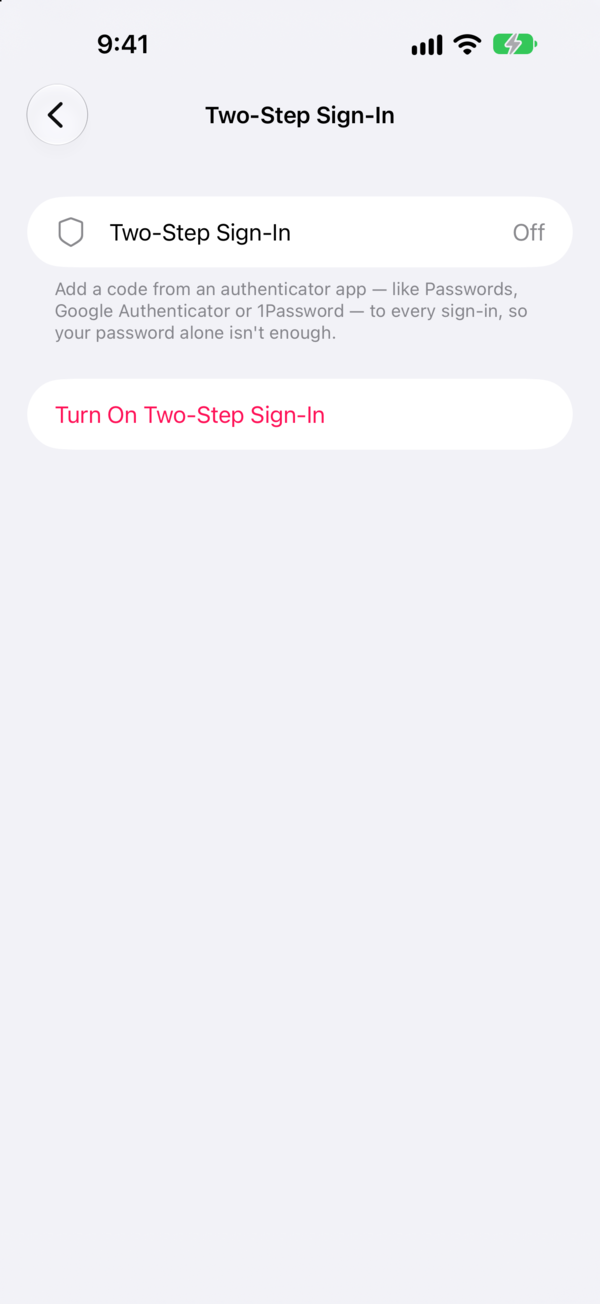 9:41
Two-Step Sign-In
Two-Step Sign-In
Off
Add a code from an authenticator app — like Passwords,
Google Authenticator or 1Password — to every sign-in, so
your password alone isn't enough.
Turn On Two-Step Sign-In